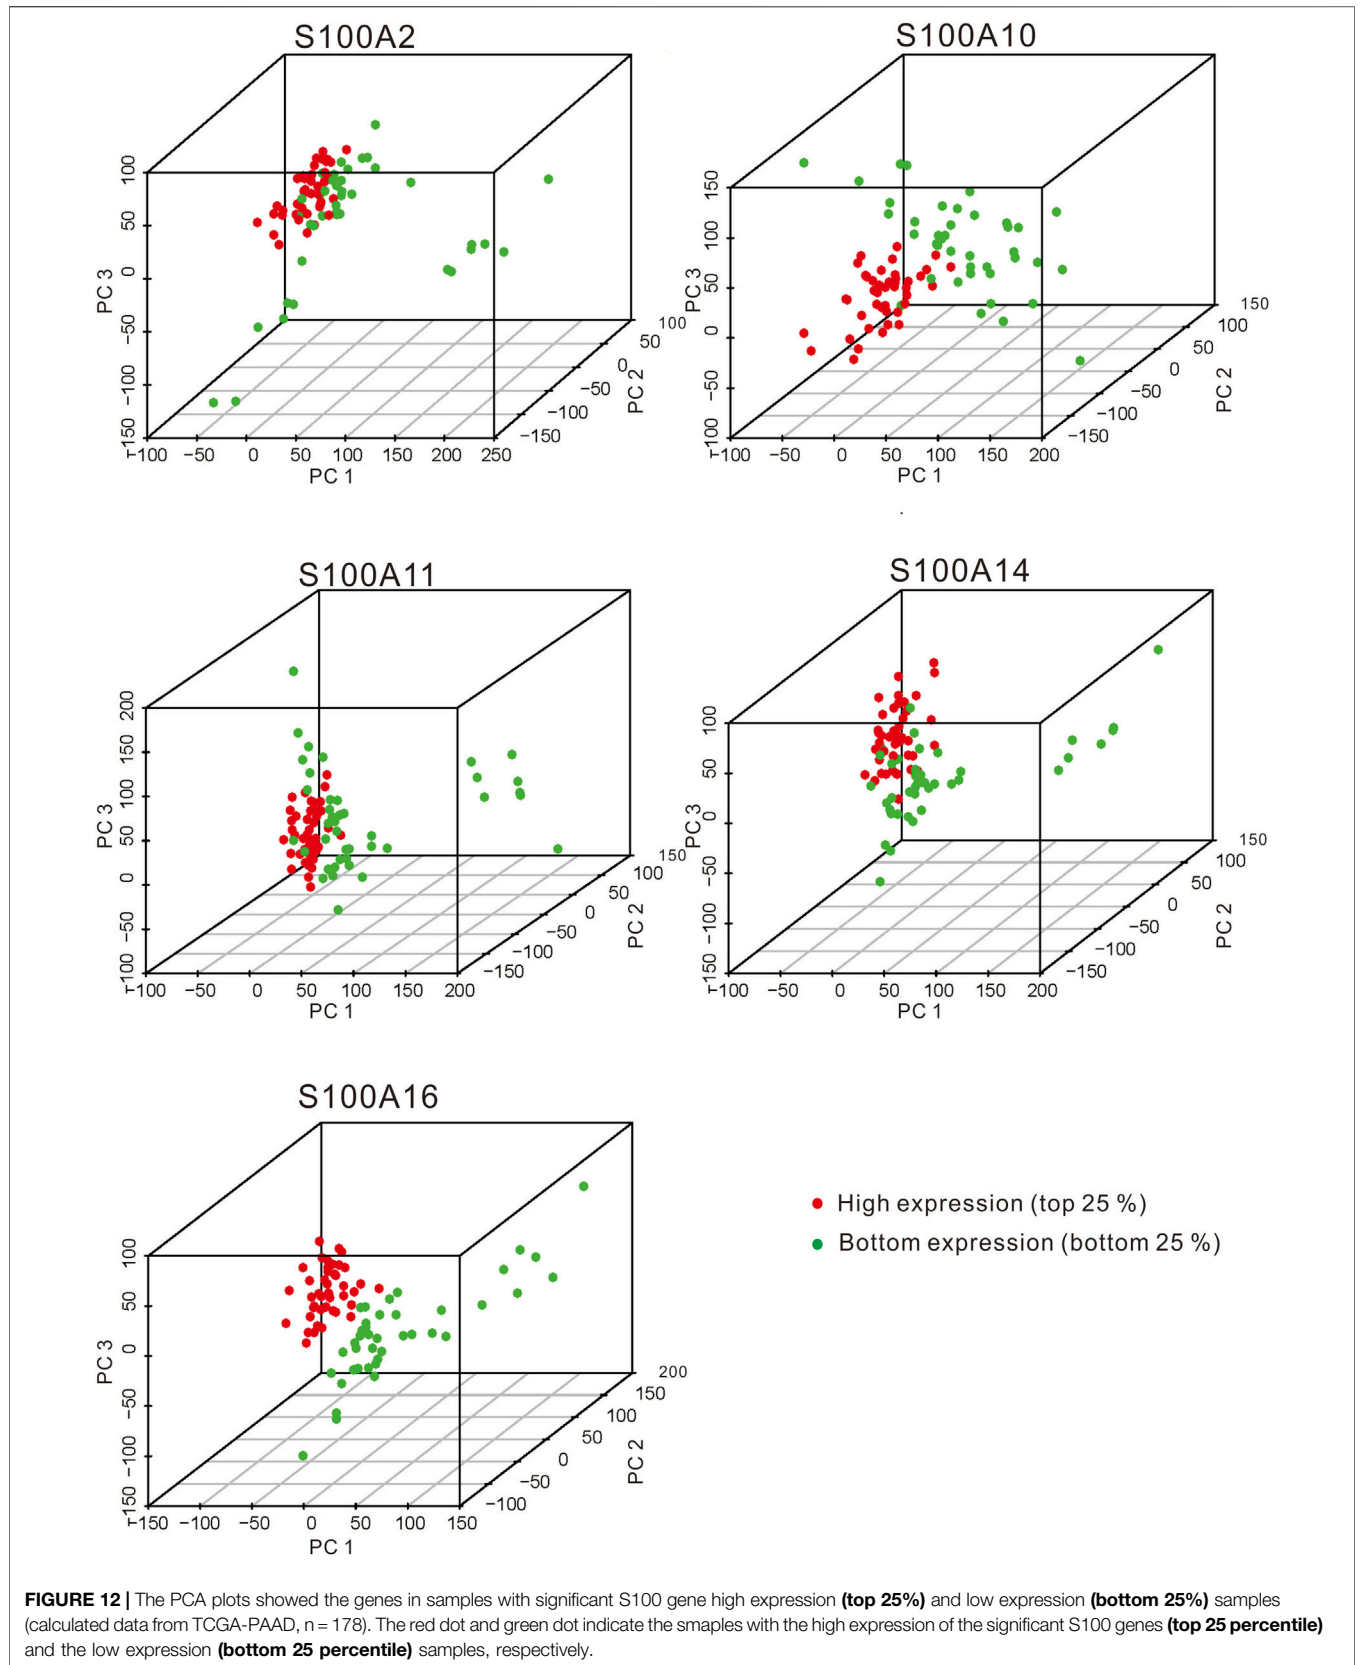 S100A2
S100A10
PC 3
100
50
0
−50
−100
−150
−100 −50 0 50 100 150 200 250
PC 1
−150
−100
−50
0
50
100
PC 2
PC 3
150
100
50
0
−50
−100
−100 −50 0 50 100 150 200
PC 1
−150
−100
−50
0
50
100
150
PC 2
S100A11
S100A14
PC 3
200
150
100
50
0
−50
−100
−100 −50 0 50 100 150 200
PC 1
−150
−100
−50
0
50
100
150
PC 2
PC 3
100
50
0
−50
−100
−150
−100 −50 0 50 100 150 200
PC 1
−150
−100
−50
0
50
100
150
PC 2
S100A16
PC 3
100
50
0
−50
−100
−150
−150 −100 −50 0 50 100 150
PC 1
−100
−50
0
50
100
150
200
PC 2
High expression (top 25 %)
Bottom expression (bottom 25 %)
FIGURE 12 | The PCA plots showed the genes in samples with significant S100 gene high expression (top 25%) and low expression (bottom 25%) samples
(calculated data from TCGA-PAAD, n = 178). The red dot and green dot indicate the smaples with the high expression of the significant S100 genes (top 25 percentile)
and the low expression (bottom 25 percentile) samples, respectively.